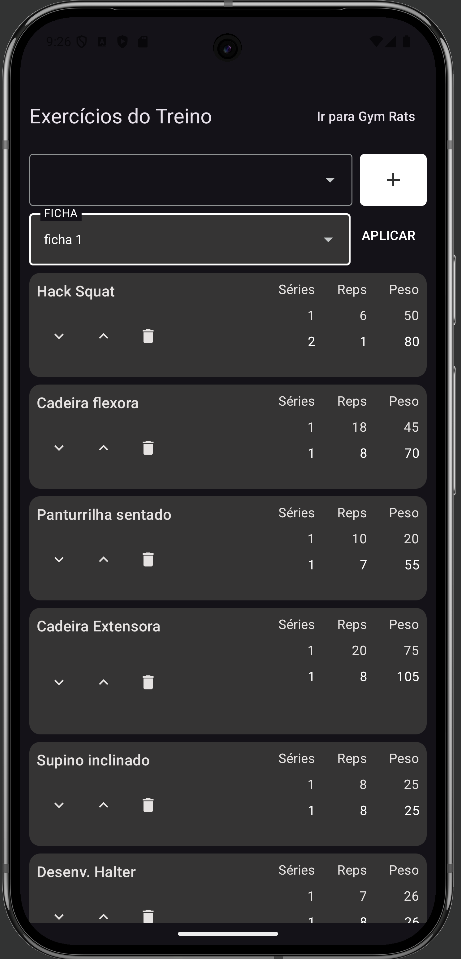 9:26
Exercícios do Treino Ir para Gym Rats
+
FICHA
ficha 1 APLICAR
Hack Squat Séries Reps Peso
1 6 50
2 1 80
Cadeira flexora Séries Reps Peso
1 18 45
1 8 70
Panturrilha sentado Séries Reps Peso
1 10 20
1 7 55
Cadeira Extensora Séries Reps Peso
1 20 75
1 8 105
Supino inclinado Séries Reps Peso
1 8 25
1 8 25
Desenv. Halter Séries Reps Peso
1 7 26
1 8 26